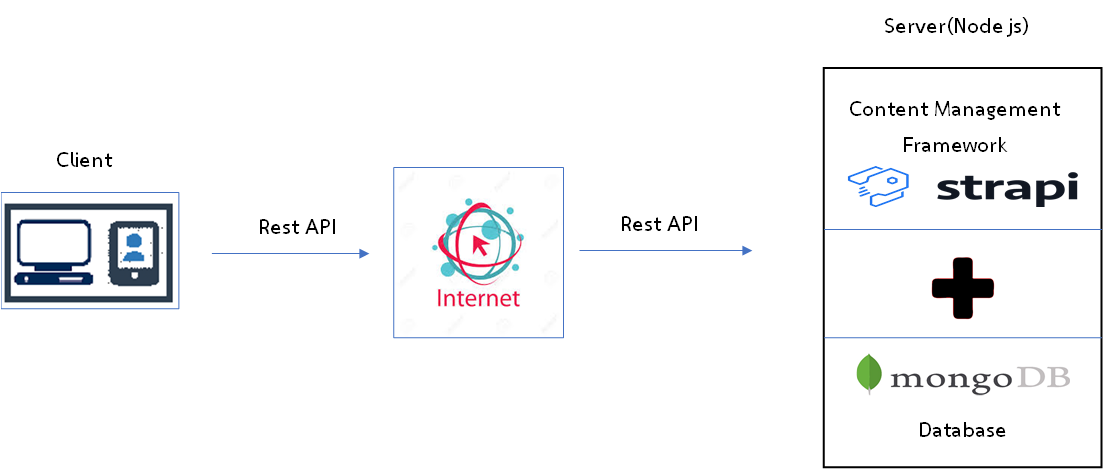 Server(Node js)
Content Management
Framework
strapi
Client
Rest API
Rest API
Internet
mongoDB
Database